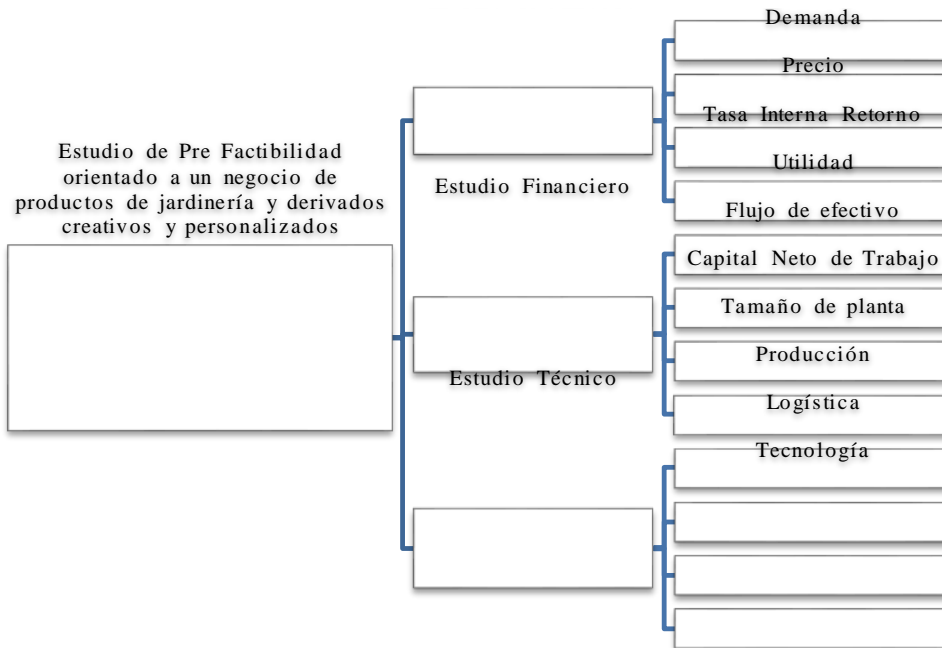 Estudio de Pre Factibilidad
orientado a un negocio de
productos de jardinería y derivados
creativos y personalizados
Estudio Financiero
Estudio Técnico
Demanda
Precio
Tasa Interna Retorno
Utilidad
Flujo de efectivo
Capital Neto de Trabajo
Tamaño de planta
Producción
Logística
Tecnología